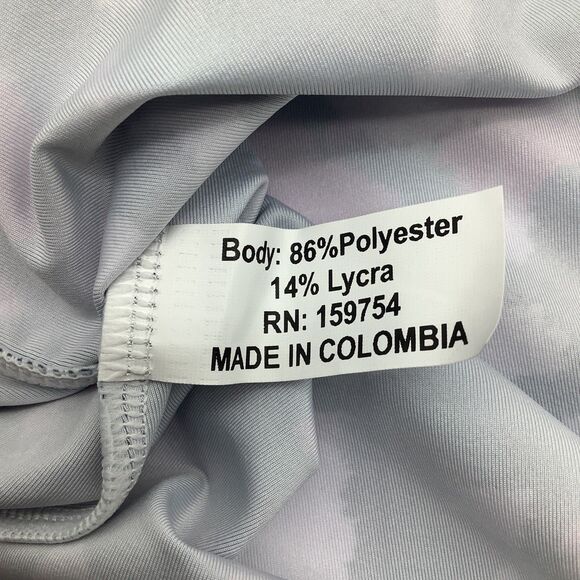 Body: 86%Polyester
14% Lycra
RN: 159754
MADE IN COLOMBIA